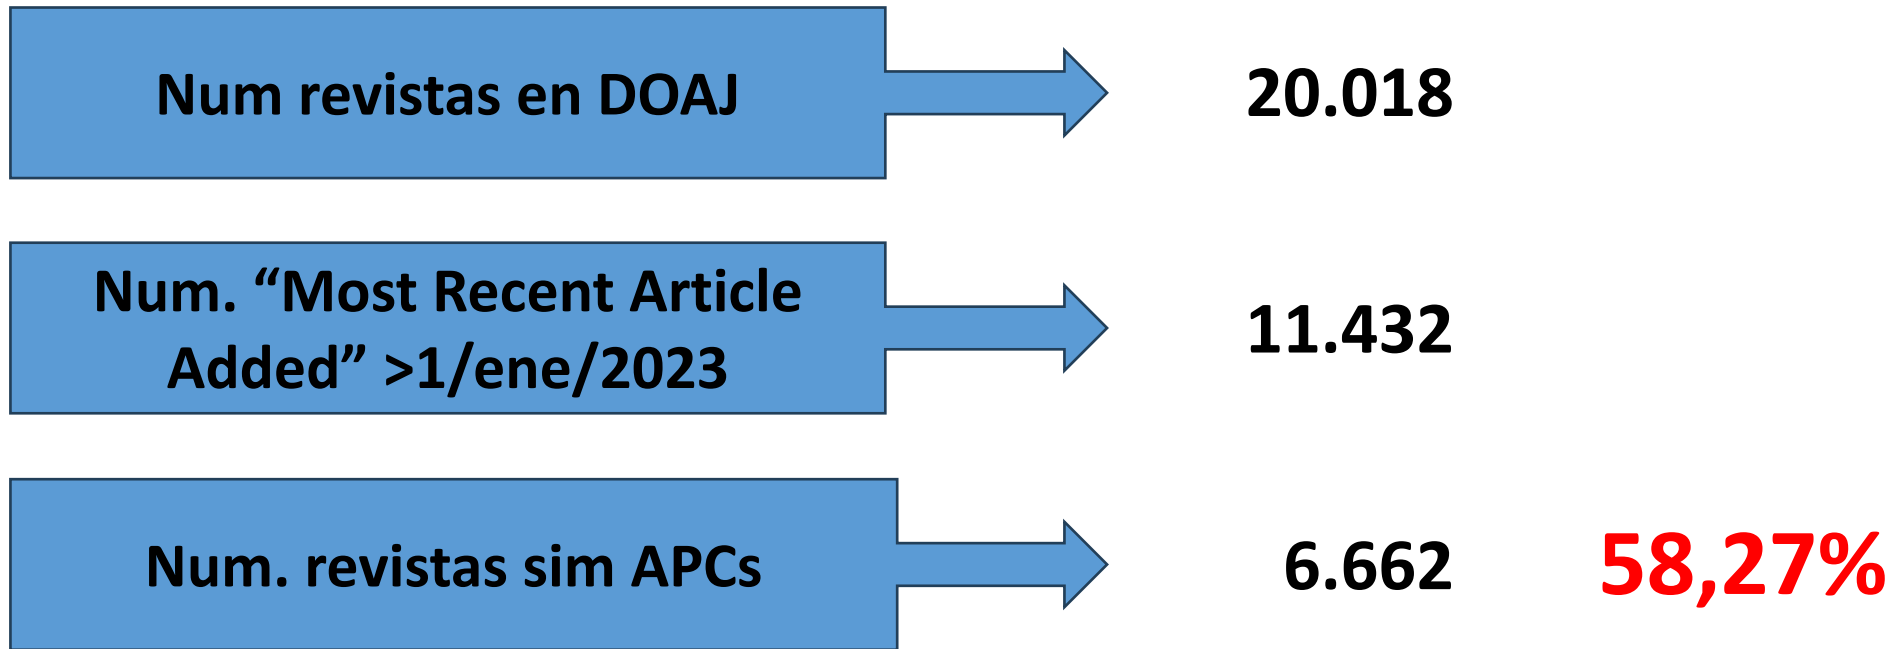 Num revistas en DOAJ
20.018
Num. “Most Recent Article
Added” >1/ene/2023
11.432
Num. revistas sim APCs
6.662
58,27%